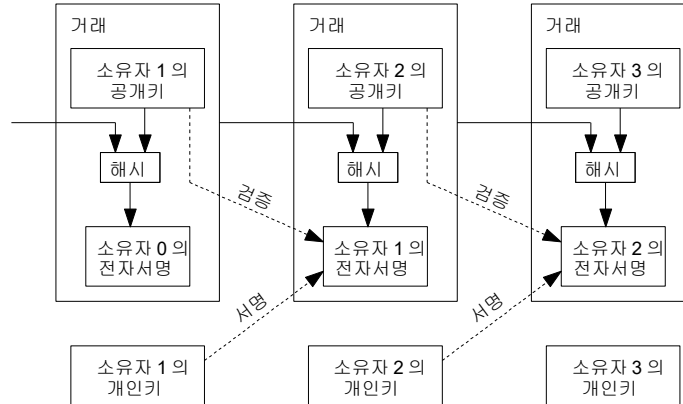 거래
거래
거래
소유자 1 의
공개키
소유자 2 의
공개키
소유자 3 의
공개키
해시
해시
해시
검증
검증
소유자 0 의
전자서명
소유자 1 의
전자서명
소유자 2 의
전자서명
서명
서명
소유자 1 의
개인키
소유자 2 의
개인키
소유자 3 의
개인키